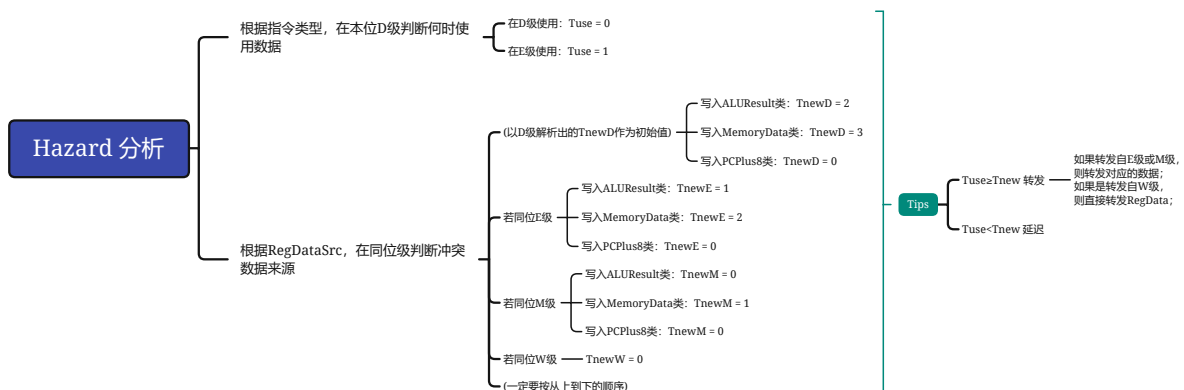 Hazard 分析
根据指令类型，在本位D级判断何时使
用数据
在D级使用：Tuse = 0
在E级使用：Tuse = 1
根据RegDataSrc，在同位级判断冲突
数据来源
(以D级解析出的TnewD作为初始值)
写入ALUResult类：TnewD = 2
写入MemoryData类：TnewD = 3
写入PCPlus8类：TnewD = 0
若同位E级
写入ALUResult类：TnewE = 1
写入MemoryData类：TnewE = 2
写入PCPlus8类：TnewE = 0
若同位M级
写入ALUResult类：TnewM = 0
写入MemoryData类：TnewM = 1
写入PCPlus8类：TnewM = 0
若同位W级
TnewW = 0
(一定要按从上到下的顺序)
Tips
Tuse≥Tnew 转发
如果转发自E级或M级，
则转发对应的数据；
如果是转发自W级，
则直接转发RegData；
Tuse<Tnew 延迟